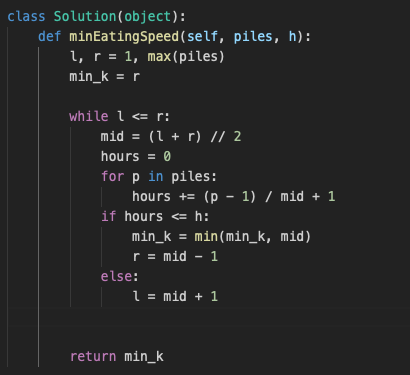 class Solution(object):
    def minEatingSpeed(self, piles, h):
        l, r = 1, max(piles)
        min_k = r
        while l <= r:
            mid = (l + r) // 2
            hours = 0
            for p in piles:
                hours += (p - 1) / mid + 1
            if hours <= h:
                min_k = min(min_k, mid)
                r = mid - 1
            else:
                l = mid + 1
        return min_k